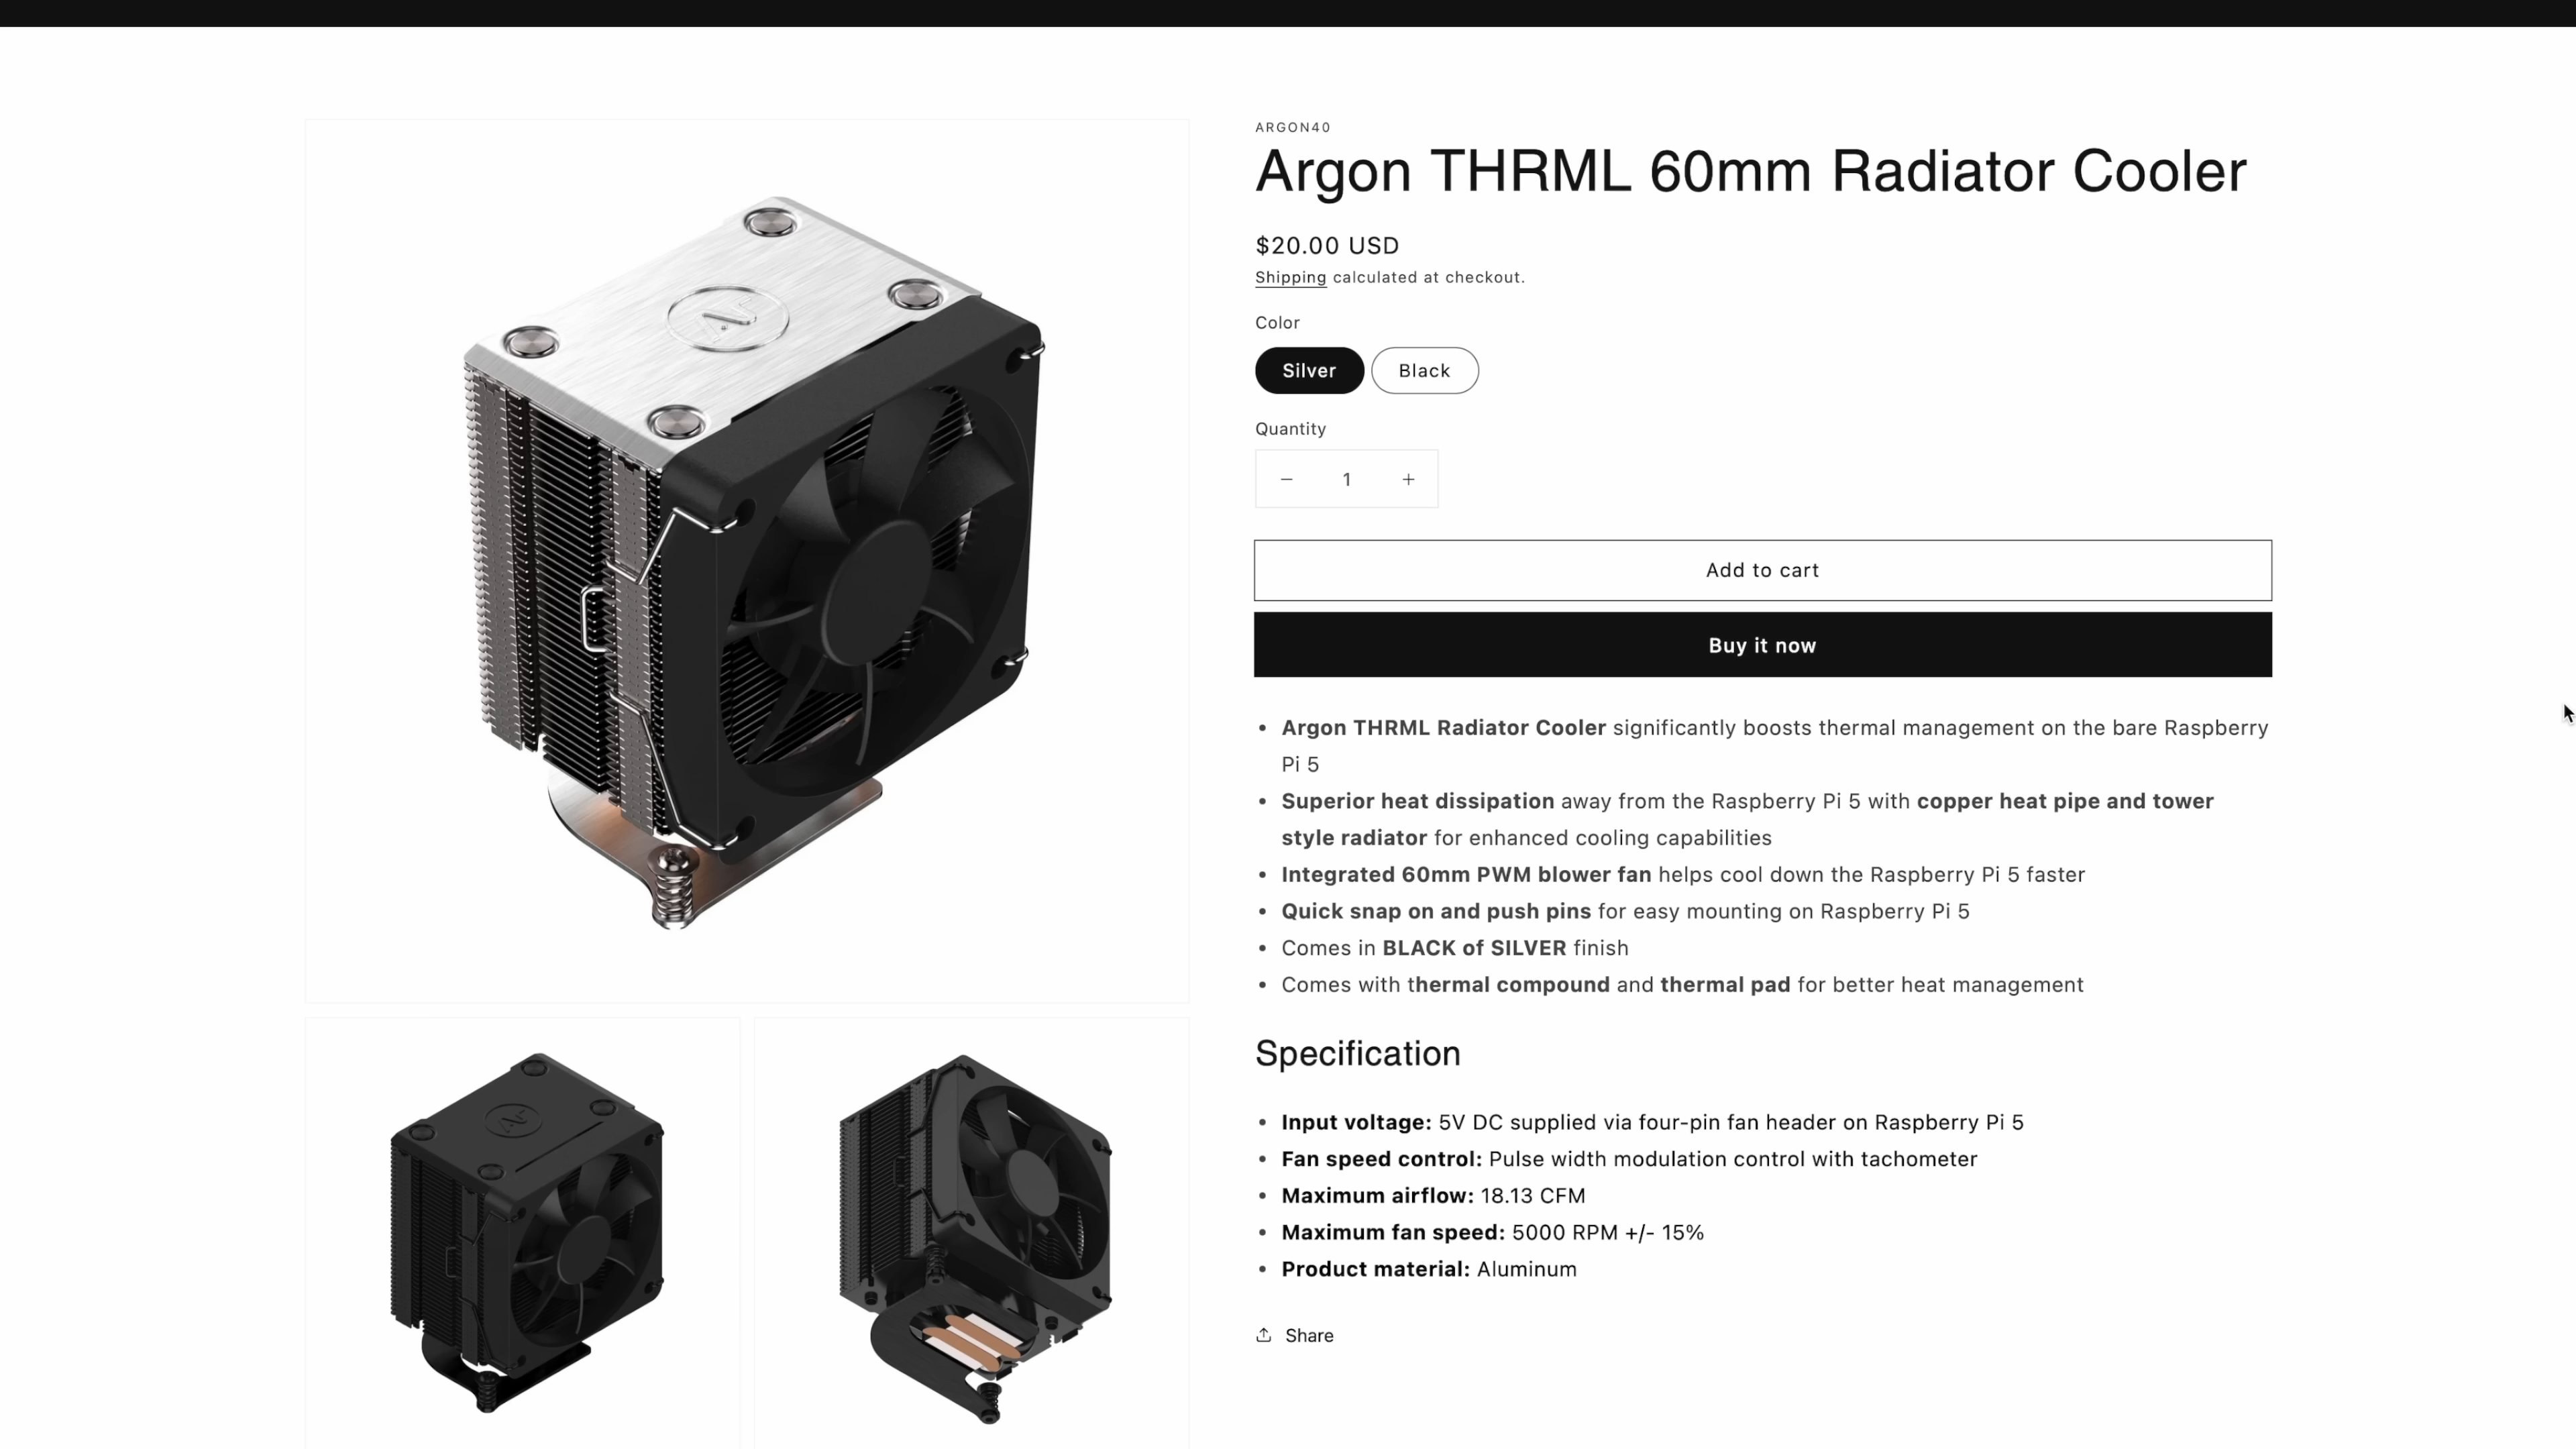 ARGON40
Argon THRML 60mm Radiator Cooler
$20.00 USD
Shipping calculated at checkout.
Color
Silver
Black
Quantity
− 1 +
Add to cart
Buy it now
• Argon THRML Radiator Cooler significantly boosts thermal management on the bare Raspberry
Pi 5
• Superior heat dissipation away from the Raspberry Pi 5 with copper heat pipe and tower
style radiator for enhanced cooling capabilities
• Integrated 60mm PWM blower fan helps cool down the Raspberry Pi 5 faster
• Quick snap on and push pins for easy mounting on Raspberry Pi 5
• Comes in BLACK of SILVER finish
• Comes with thermal compound and thermal pad for better heat management
Specification
• Input voltage: 5V DC supplied via four-pin fan header on Raspberry Pi 5
• Fan speed control: Pulse width modulation control with tachometer
• Maximum airflow: 18.13 CFM
• Maximum fan speed: 5000 RPM +/- 15%
• Product material: Aluminum
Share